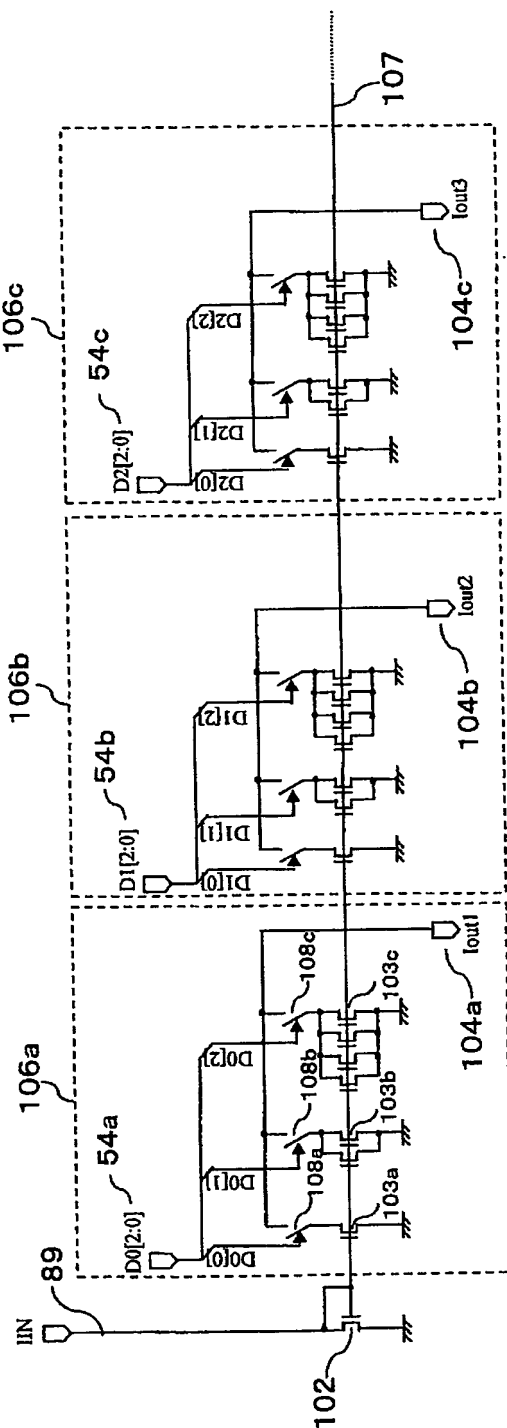 106a
106b
106c
54a
54b
54c
89
IIN
D0[2:0]
D0[0]
D0[1]
D0[2]
108a
108b
108c
103a
103b
103c
102
104a
Iout1
D1[2:0]
D1[0]
D1[1]
D1[2]
104b
Iout2
D2[2:0]
D2[0]
D2[1]
D2[2]
104c
Iout3
107